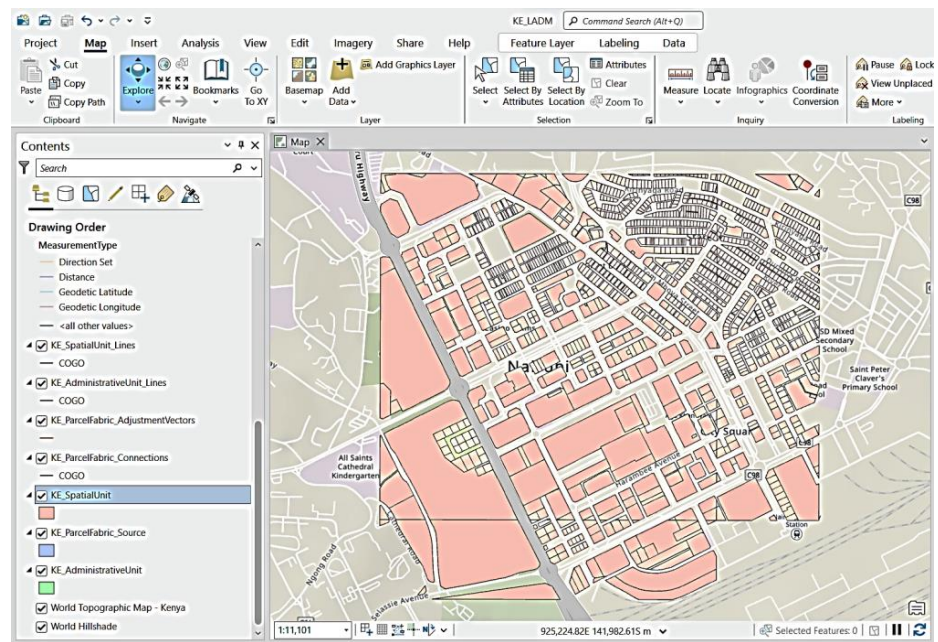 KE_LADM
Command Search (Alt+Q)
Project Map Insert Analysis View Edit Imagery Share Help Feature Layer Labeling Data
Paste
Cut
Copy
Copy Path
Clipboard
Explore
Bookmarks
Go To XY
Navigate
Basemap
Add Data
Add Graphics Layer
Layer
Select
Select By Attributes
Select By Location
Attributes
Clear
Zoom To
Selection
Measure
Locate
Infographics
Coordinate Conversion
Inquiry
Pause
Lock
View Unplaced
More
Labeling
Contents
Search
Drawing Order
MeasurementType
Direction Set
Distance
Geodetic Latitude
Geodetic Longitude
<all other values>
KE_SpatialUnit_Lines
COGO
KE_AdministrativeUnit_Lines
COGO
KE_ParcelFabric_AdjustmentVectors
KE_ParcelFabric_Connections
COGO
KE_SpatialUnit
KE_ParcelFabric_Source
KE_AdministrativeUnit
World Topographic Map - Kenya
World Hillshade
Map
ru Highway
C98
SD Mixed
Secondary
School
Saint Peter
Claver's
Primary School
All Saints
Cathedral
Kindergarten
Harambee Avenue
C98
C98
Station
Ngong Road
Selassie Avenue
1:11,101
925,224.82E 141,982.61S m
Selected Features: 0